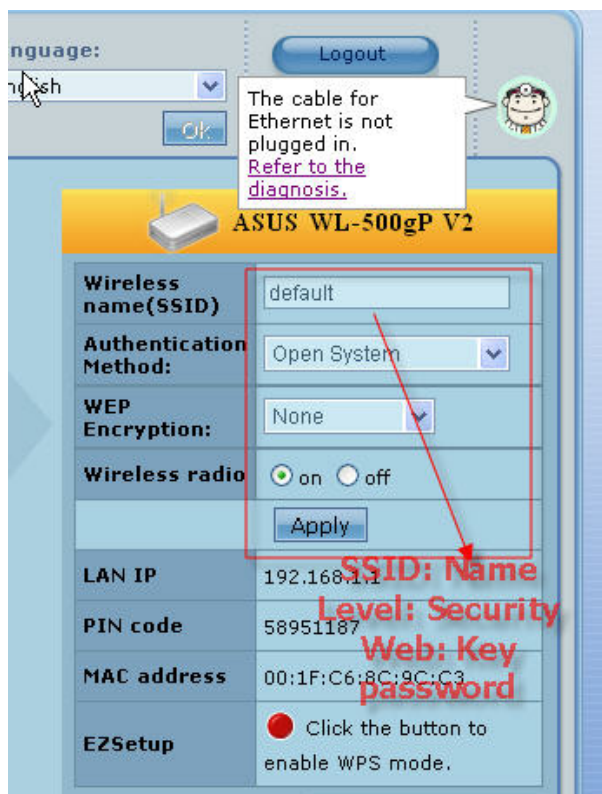 nguage:
nglish
Logout
Ok
The cable for
Ethernet is not
plugged in.
Refer to the
diagnosis.
ASUS WL-500gP V2
Wireless
name(SSID)
default
Authentication
Method:
Open System
WEP
Encryption:
None
Wireless radio
on
off
Apply
LAN IP
192.168.1.1
SSID: Name
Level: Security
Web: Key
password
PIN code
58951187
MAC address
00:1F:C6:8C:9C:C3
EZSetup
Click the button to
enable WPS mode.